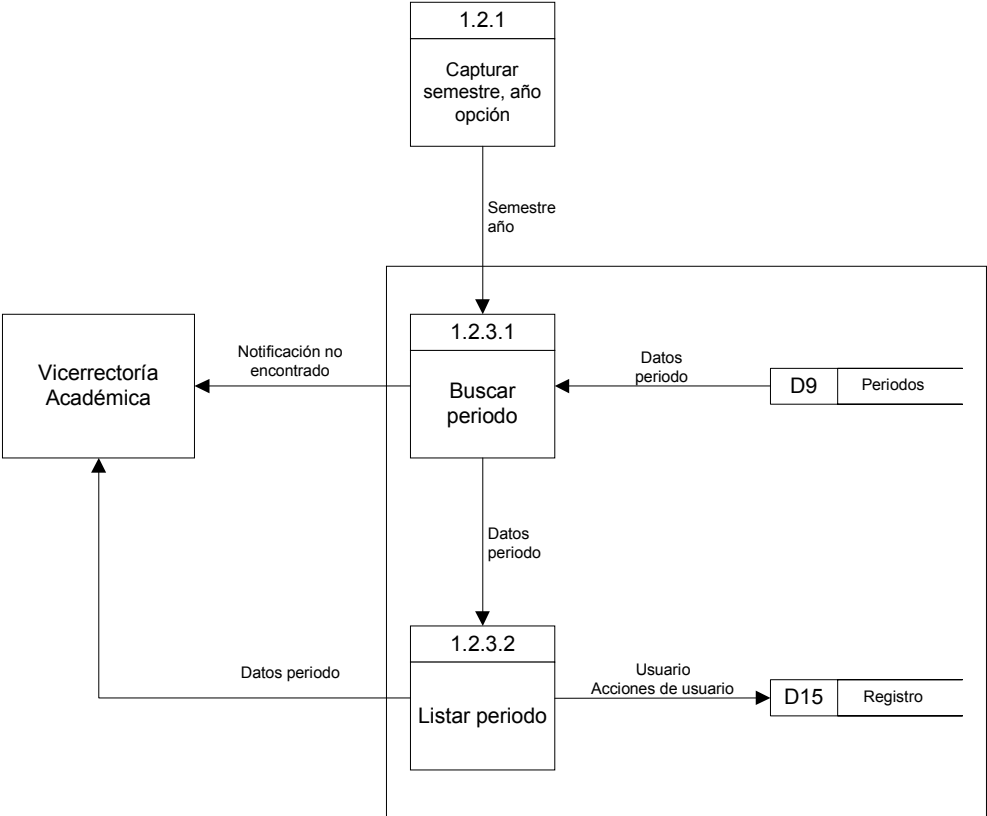 1.2.1
Capturar
semestre, año
opción
Semestre
año
1.2.3.1
Buscar
periodo
Vicerrectoría
Académica
Notificación no
encontrado
Datos
periodo
D9
Periodos
Datos
periodo
1.2.3.2
Listar periodo
Datos periodo
Usuario
Acciones de usuario
D15
Registro